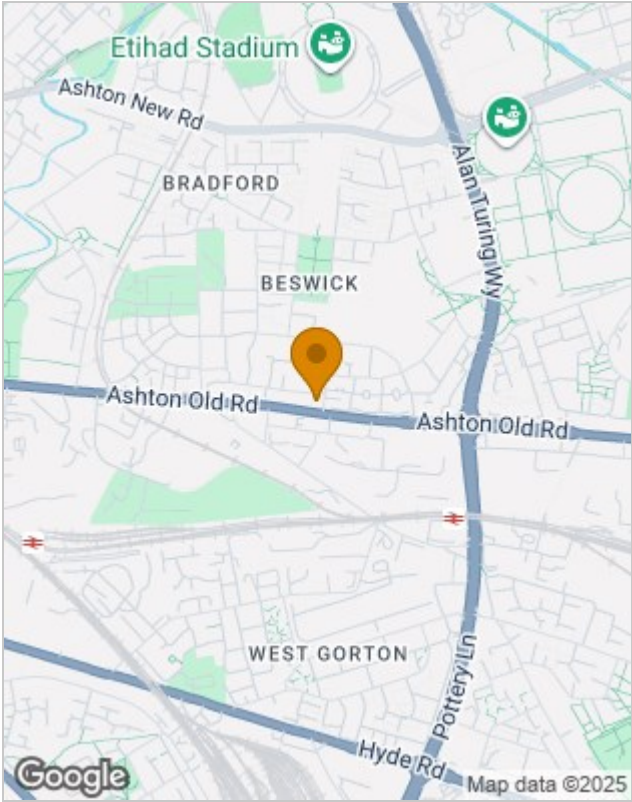 Etihad Stadium
Ashton New Rd
Alan Turing Wy
BRADFORD
BESWICK
Ashton Old Rd
Ashton Old Rd
WEST GORTON
Pottery Ln
Hyde Rd
Google
Map data ©2025